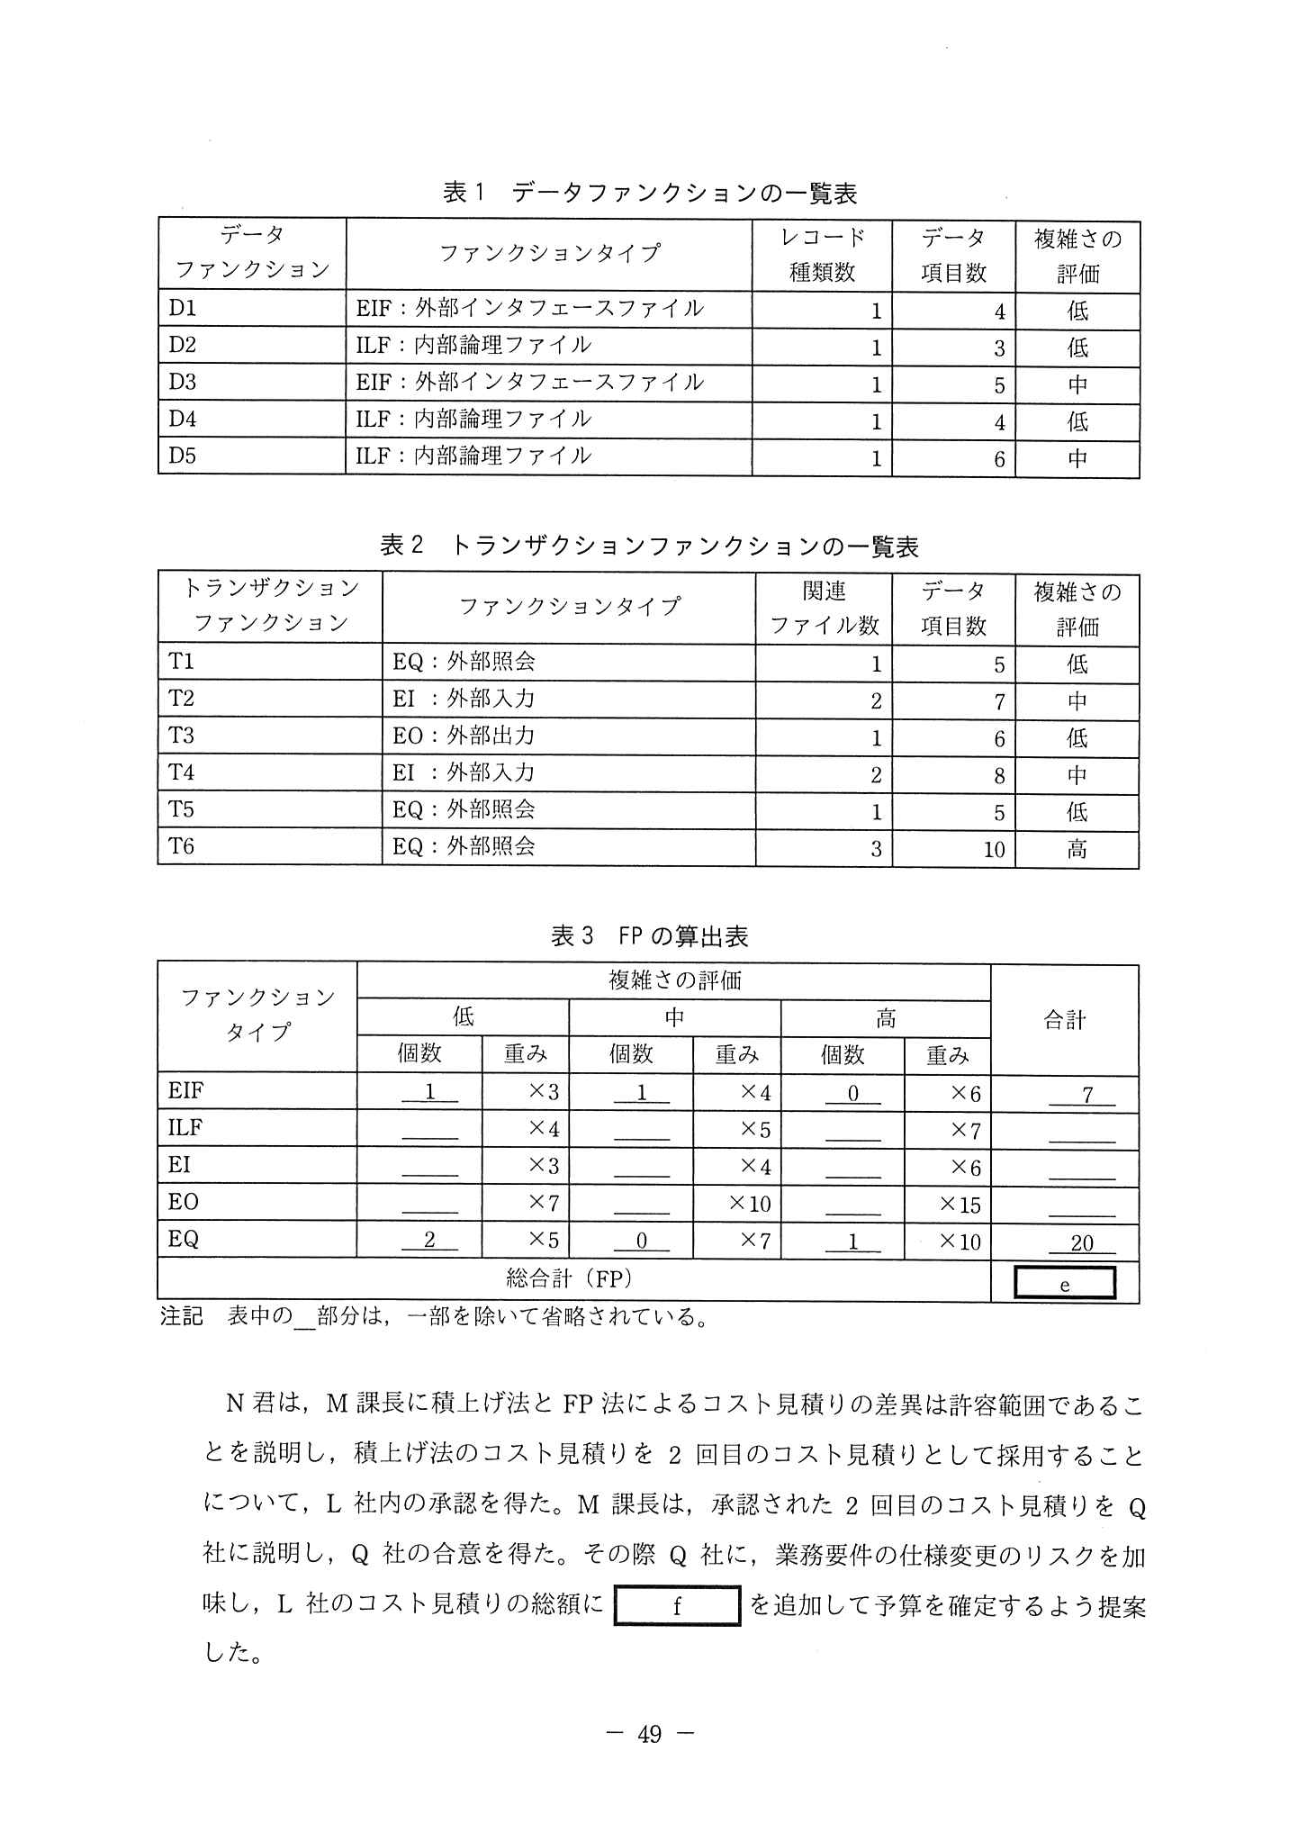 表1 データファンクションの一覧表
データ
ファンクション
ファンクションタイプ
レコード
種類数
データ
項目数
複雑さの
評価
D1 EIF：外部インタフェースファイル 1 4 低
D2 ILF：内部論理ファイル 1 3 低
D3 EIF：外部インタフェースファイル 1 5 中
D4 ILF：内部論理ファイル 1 4 低
D5 ILF：内部論理ファイル 1 6 中
表2 トランザクションファンクションの一覧表
トランザクション
ファンクション
ファンクションタイプ
関連
ファイル数
データ
項目数
複雑さの
評価
T1 EQ：外部照会 1 5 低
T2 EI ：外部入力 2 7 中
T3 EO：外部出力 1 6 低
T4 EI ：外部入力 2 8 中
T5 EQ：外部照会 1 5 低
T6 EQ：外部照会 3 10 高
表3 FPの算出表
ファンクション
タイプ
複雑さの評価
合計
低 中 高
個数 重み 個数 重み 個数 重み
EIF 1 ×3 1 ×4 0 ×6 7
ILF ×4 ×5 ×7
EI ×3 ×4 ×6
EO ×7 ×10 ×15
EQ 2 ×5 0 ×7 1 ×10 20
総合計（FP） e
注記 表中の＿部分は，一部を除いて省略されている。
N君は，M課長に積上げ法とFP法によるコスト見積りの差異は許容範囲であるこ
とを説明し，積上げ法のコスト見積りを 2 回目のコスト見積りとして採用すること
について，L 社内の承認を得た。M 課長は，承認された 2 回目のコスト見積りを Q
社に説明し，Q 社の合意を得た。その際 Q 社に，業務要件の仕様変更のリスクを加
味し，L 社のコスト見積りの総額に f を追加して予算を確定するよう提案
した。
－ 49 －